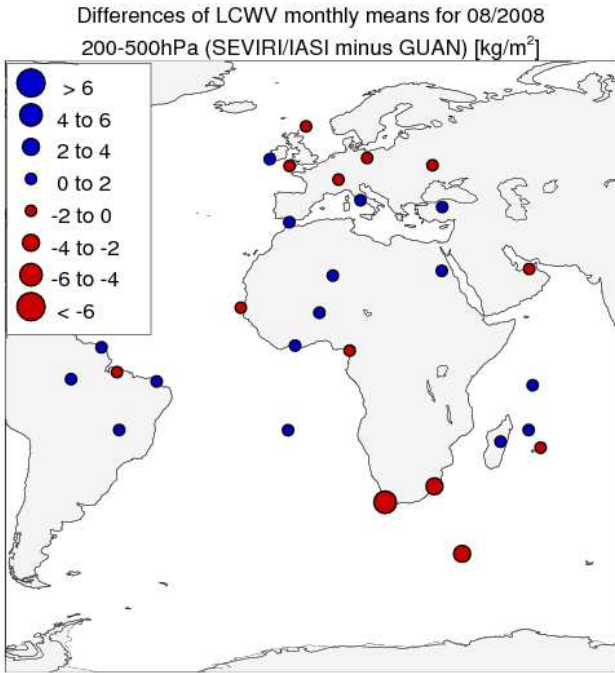 Differences of LCWV monthly means for 08/2008
200-500hPa (SEVIRI/IASI minus GUAN) [kg/m²]
> 6
4 to 6
2 to 4
0 to 2
-2 to 0
-4 to -2
-6 to -4
< -6